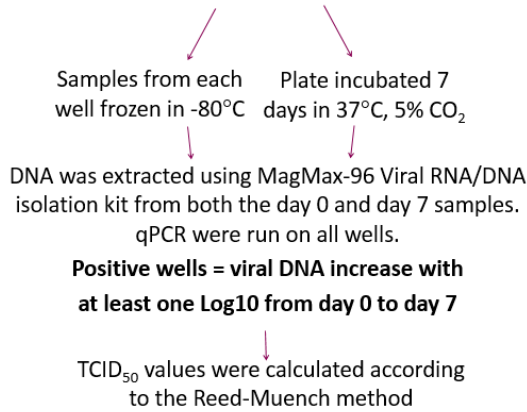 Samples from each
well frozen in -80°C
Plate incubated 7
days in 37°C, 5% CO₂
DNA was extracted using MagMax-96 Viral RNA/DNA
isolation kit from both the day 0 and day 7 samples.
qPCR were run on all wells.
Positive wells = viral DNA increase with
at least one Log10 from day 0 to day 7
TCID₅₀ values were calculated according
to the Reed-Muench method